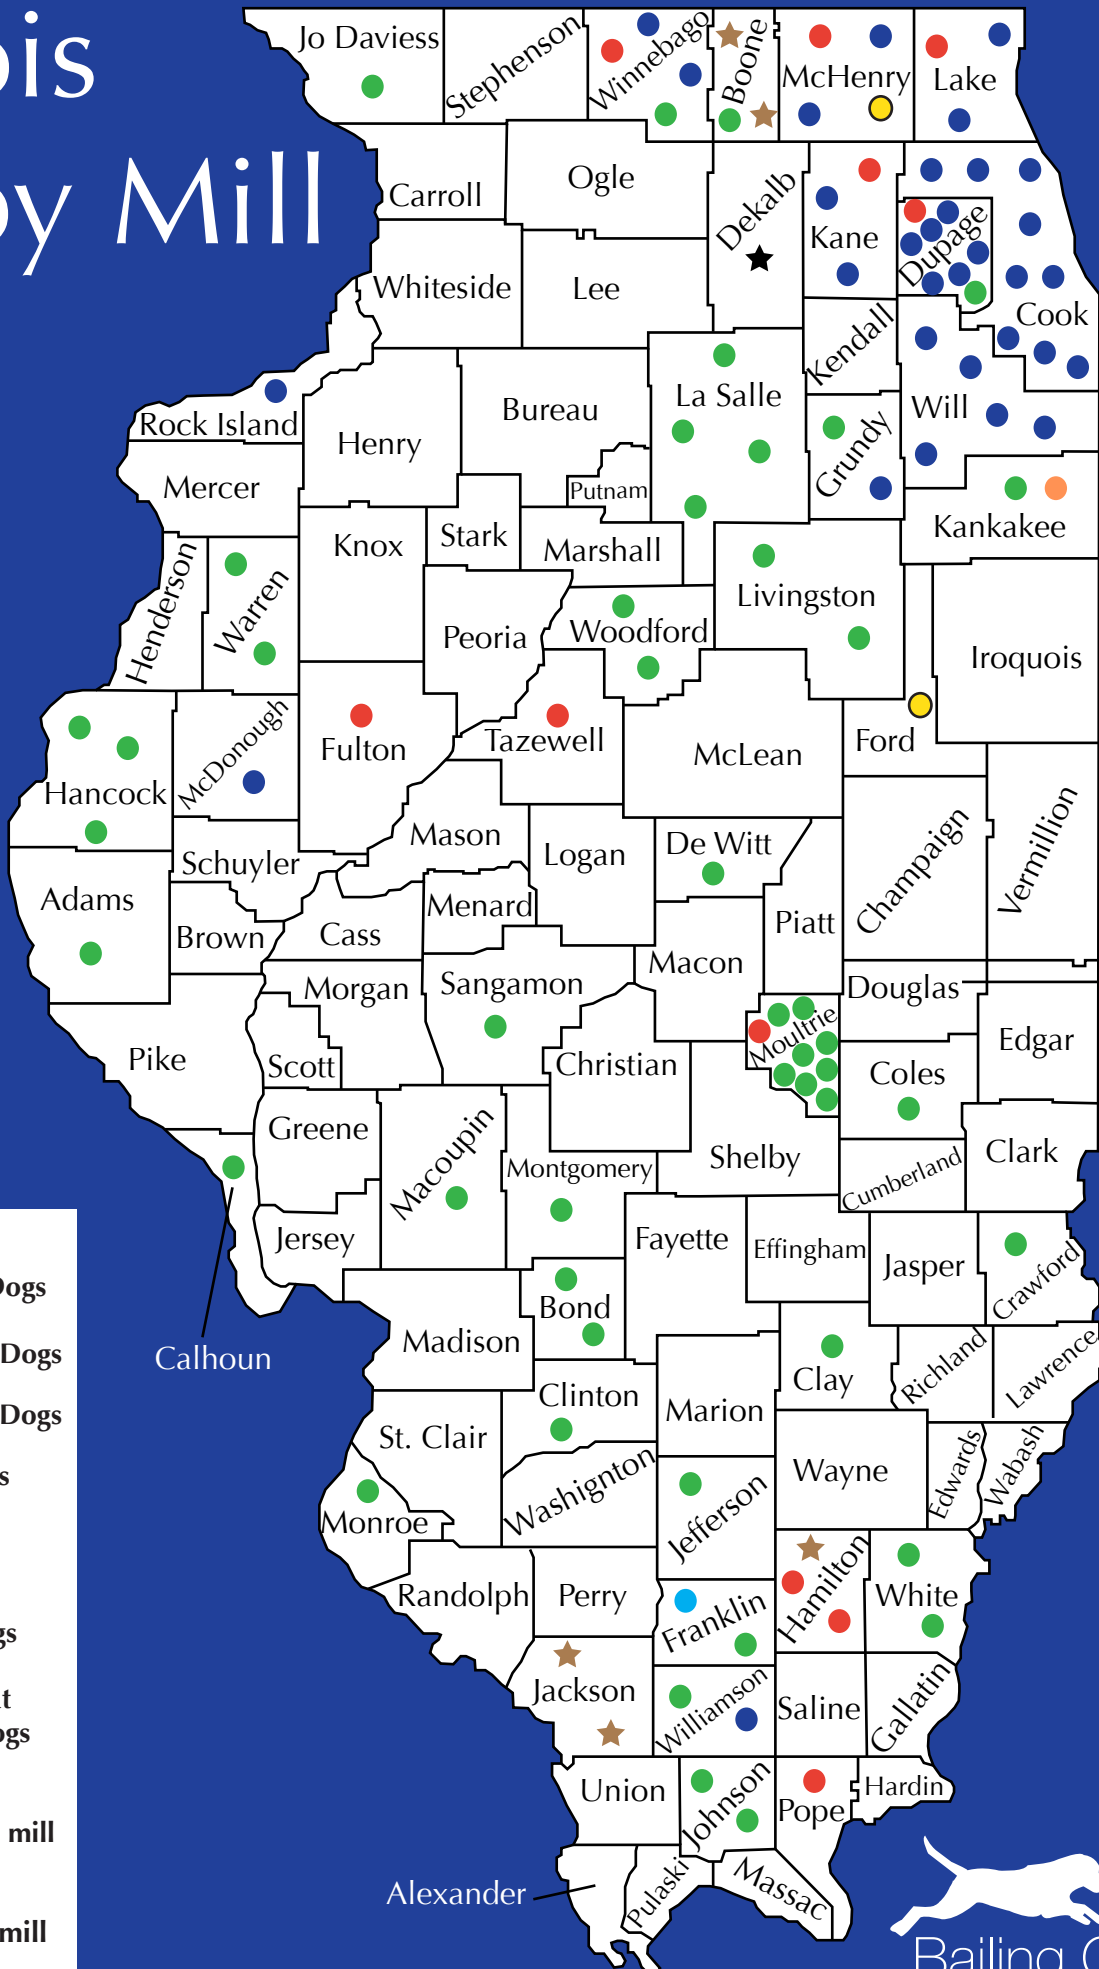 ois
by Mill
Jo Daviess
Stephenson
Winnebago
Boone
McHenry
Lake
Carroll
Ogle
Dekalb
Kane
Dupage
Cook
Whiteside
Lee
Kendall
Rock Island
Henry
Bureau
La Salle
Grundy
Will
Mercer
Putnam
Kankakee
Knox
Stark
Marshall
Henderson
Warren
Peoria
Woodford
Livingston
Iroquois
Hancock
McDonough
Fulton
Tazewell
McLean
Ford
Schuyler
Mason
Logan
De Witt
Champaign
Vermillion
Adams
Brown
Cass
Menard
Piatt
Macon
Morgan
Sangamon
Douglas
Pike
Scott
Christian
Moultrie
Coles
Edgar
Greene
Macoupin
Montgomery
Shelby
Cumberland
Clark
Jersey
Fayette
Effingham
Jasper
Crawford
Calhoun
Madison
Bond
Clay
Richland
Lawrence
St. Clair
Clinton
Marion
Wayne
Edwards
Wabash
Monroe
Washignton
Jefferson
Randolph
Perry
Franklin
Hamilton
White
Jackson
Williamson
Saline
Gallatin
Union
Johnson
Pope
Hardin
Alexander
Pulaski
Massac
Dogs
Dogs
Dogs
s
gs
t
ogs
mill
mill
Bailing